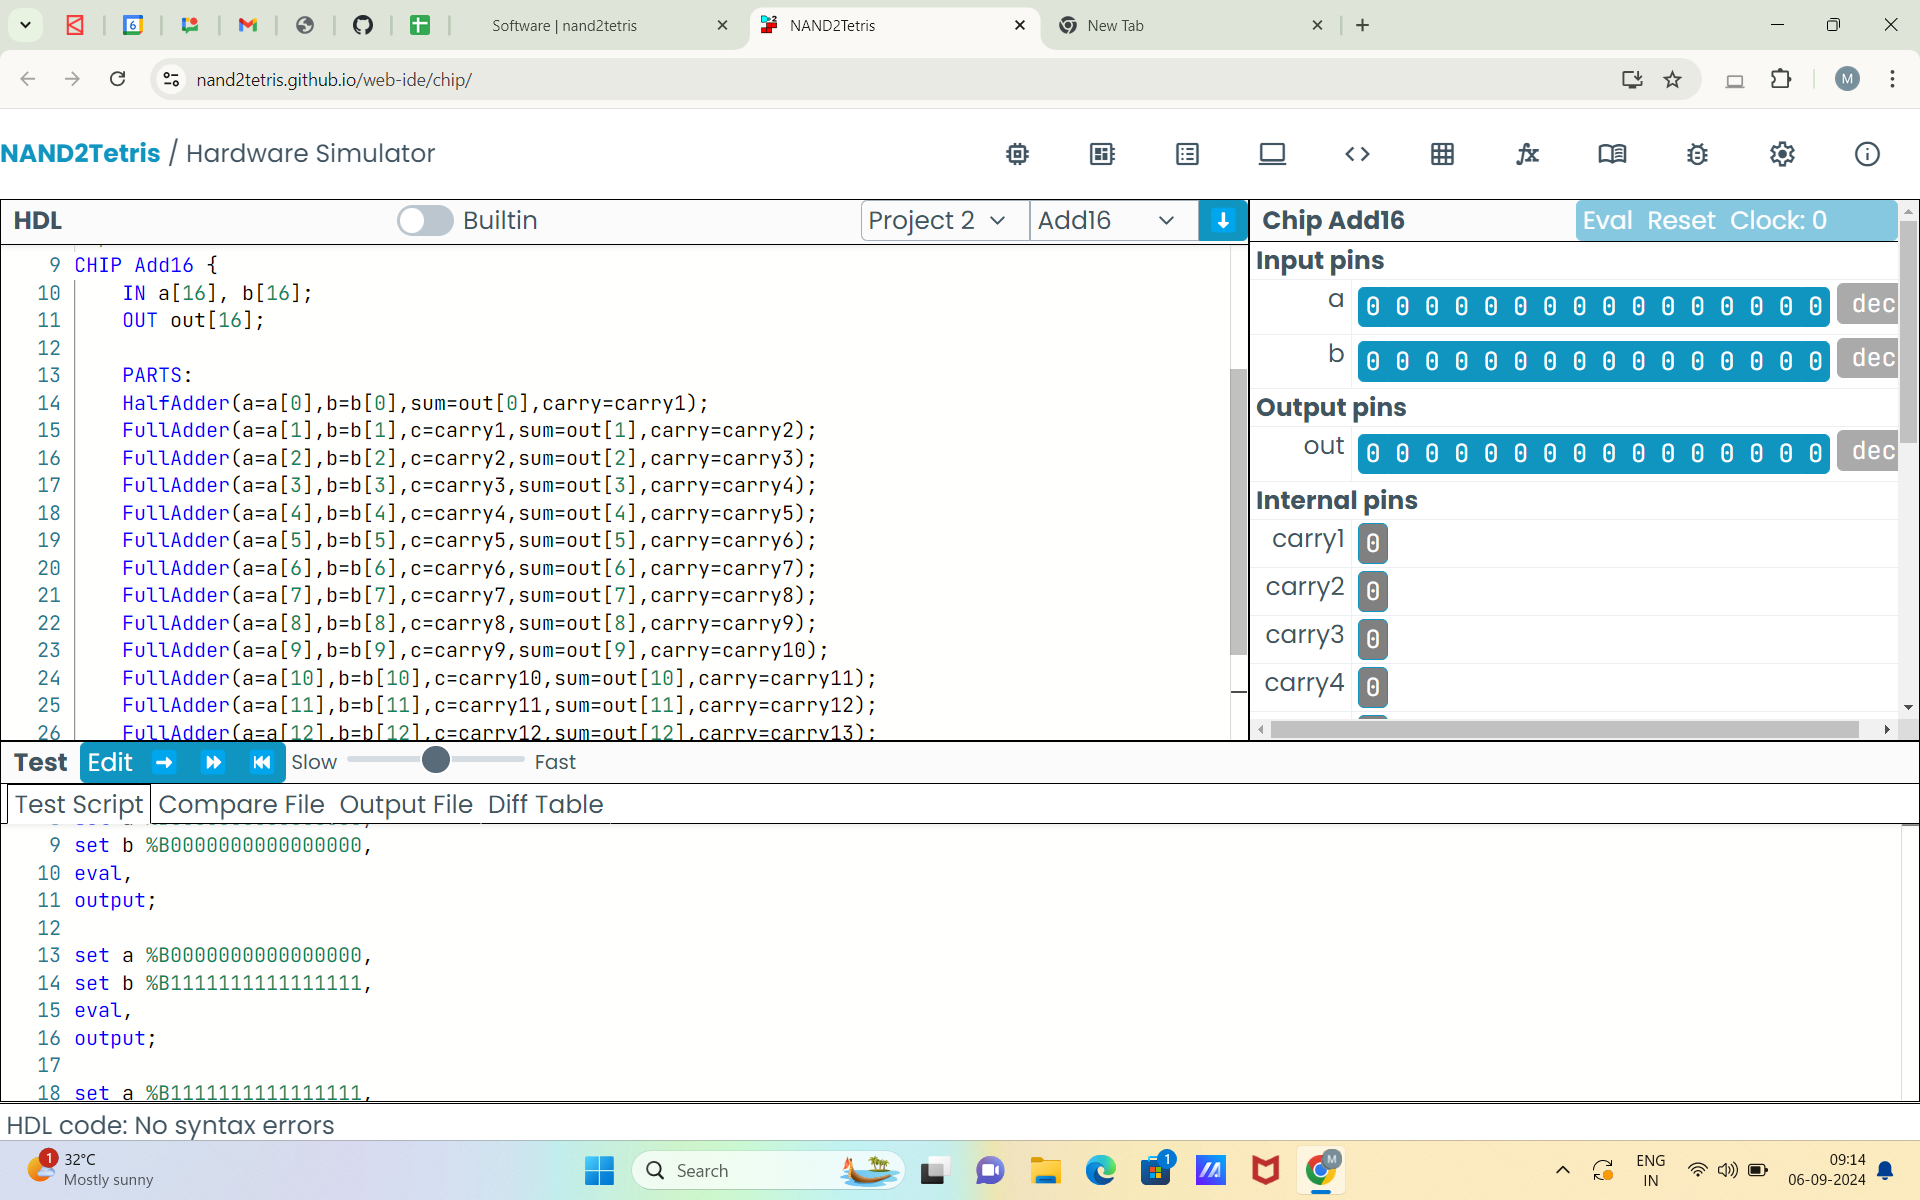 Software | nand2tetris
NAND2Tetris
New Tab
nand2tetris.github.io/web-ide/chip/
M
NAND2Tetris / Hardware Simulator
HDL
Builtin
Project 2
Add16
Chip Add16
Eval Reset Clock: 0
9 CHIP Add16 {
10 IN a[16], b[16];
11 OUT out[16];
12
13 PARTS:
14 HalfAdder(a=a[0],b=b[0],sum=out[0],carry=carry1);
15 FullAdder(a=a[1],b=b[1],c=carry1,sum=out[1],carry=carry2);
16 FullAdder(a=a[2],b=b[2],c=carry2,sum=out[2],carry=carry3);
17 FullAdder(a=a[3],b=b[3],c=carry3,sum=out[3],carry=carry4);
18 FullAdder(a=a[4],b=b[4],c=carry4,sum=out[4],carry=carry5);
19 FullAdder(a=a[5],b=b[5],c=carry5,sum=out[5],carry=carry6);
20 FullAdder(a=a[6],b=b[6],c=carry6,sum=out[6],carry=carry7);
21 FullAdder(a=a[7],b=b[7],c=carry7,sum=out[7],carry=carry8);
22 FullAdder(a=a[8],b=b[8],c=carry8,sum=out[8],carry=carry9);
23 FullAdder(a=a[9],b=b[9],c=carry9,sum=out[9],carry=carry10);
24 FullAdder(a=a[10],b=b[10],c=carry10,sum=out[10],carry=carry11);
25 FullAdder(a=a[11],b=b[11],c=carry11,sum=out[11],carry=carry12);
26 FullAdder(a=a[12],b=b[12],c=carry12,sum=out[12],carry=carry13);
Input pins
a 0 0 0 0 0 0 0 0 0 0 0 0 0 0 0 0 dec
b 0 0 0 0 0 0 0 0 0 0 0 0 0 0 0 0 dec
Output pins
out 0 0 0 0 0 0 0 0 0 0 0 0 0 0 0 0 dec
Internal pins
carry1 0
carry2 0
carry3 0
carry4 0
Test Edit Slow Fast
Test Script Compare File Output File Diff Table
9 set b %B0000000000000000,
10 eval,
11 output;
12
13 set a %B0000000000000000,
14 set b %B1111111111111111,
15 eval,
16 output;
17
18 set a %B1111111111111111,
HDL code: No syntax errors
1
32°C
Mostly sunny
Search
1
M
ENG
IN
09:14
06-09-2024